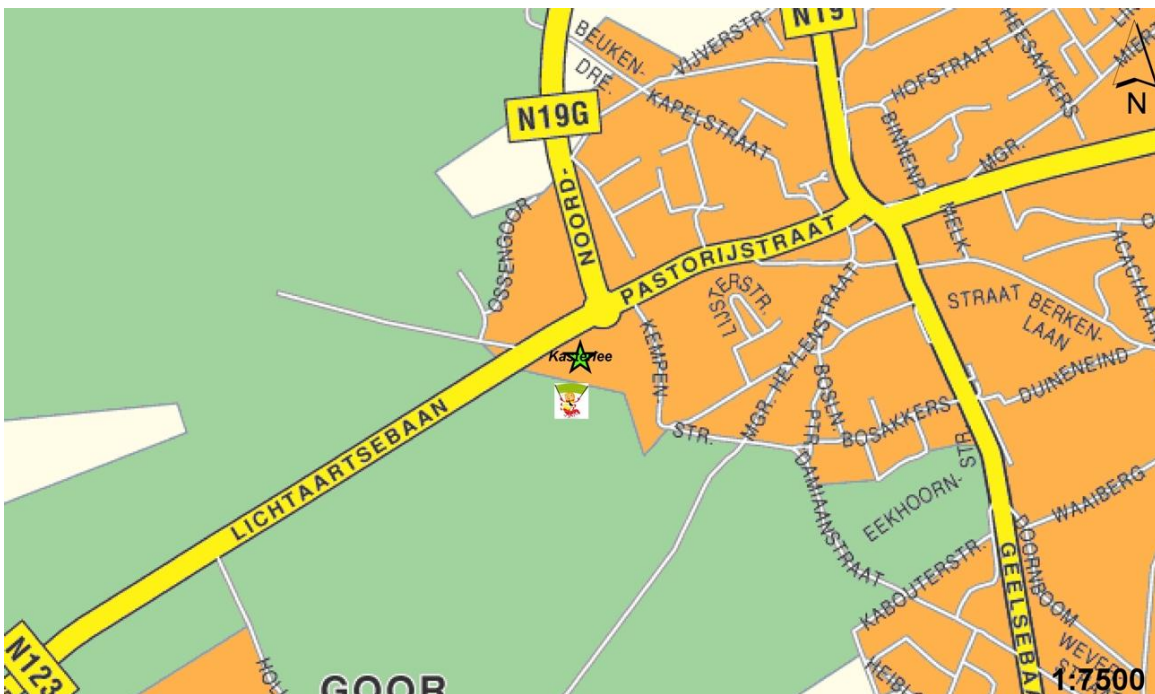 N19
BEUKEN-
DRE.
VIJVERSTR.
HEESAKKERS
HOFSTRAAT
N
N19G
KAPELSTRAAT
BINNENP.
MGR.
NOORD-
OSSENGOOR
PASTORIJSTRAAT
MELK
STRAAT
ACACIALAAN
BERKEN-
LAAN
LIJSTERSTR.
KEMPEN-
STR.
MGR. HEYLENSTRAAT
Kasterlee
DUINENEIND
BOSEN.
BOSAKKERS
LICHTAARTSEBAAN
PTR. DAMIAANSTRAAT
EEKHOORN-
STR.
WAAIBERG
KABOUTERSTR.
DOORNBOOM
GEELSEBAA
WEVER
N123
GOOR
1:7500